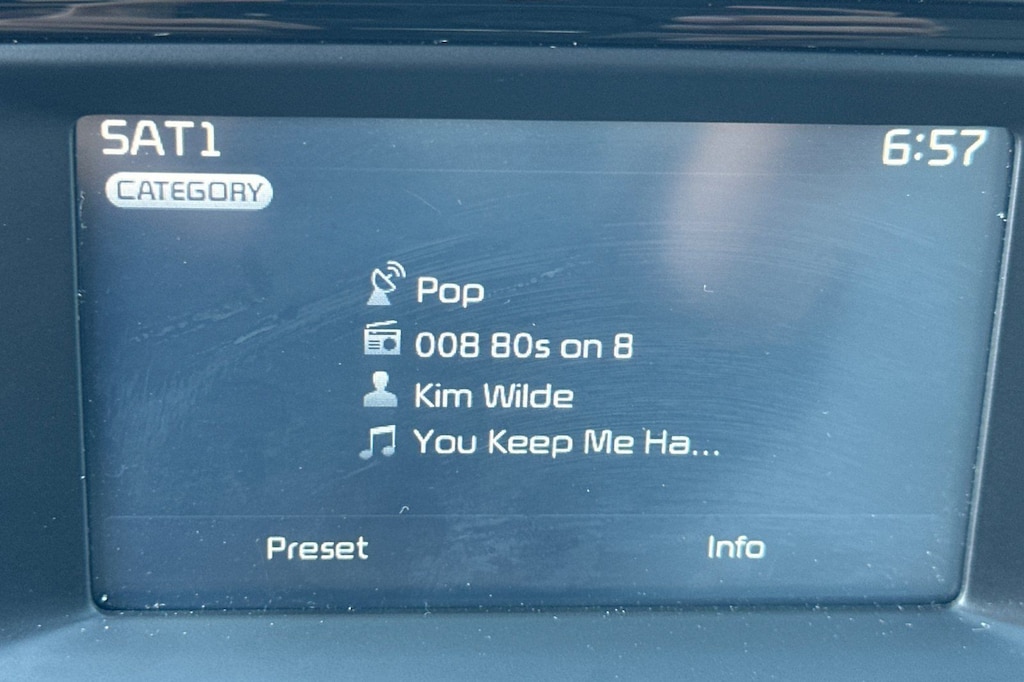 SAT1
6:57
CATEGORY
Pop
008 80s on 8
Kim Wilde
You Keep Me Ha...
Preset
Info